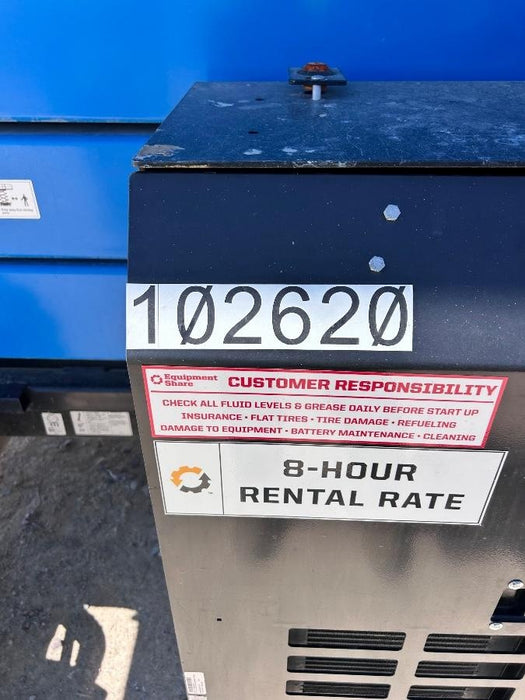 1Ø262Ø
Equipment
Share
CUSTOMER RESPONSIBILITY
CHECK ALL FLUID LEVELS & GREASE DAILY BEFORE START UP
INSURANCE • FLAT TIRES • TIRE DAMAGE • REFUELING
DAMAGE TO EQUIPMENT • BATTERY MAINTENANCE • CLEANING
8-HOUR
RENTAL RATE